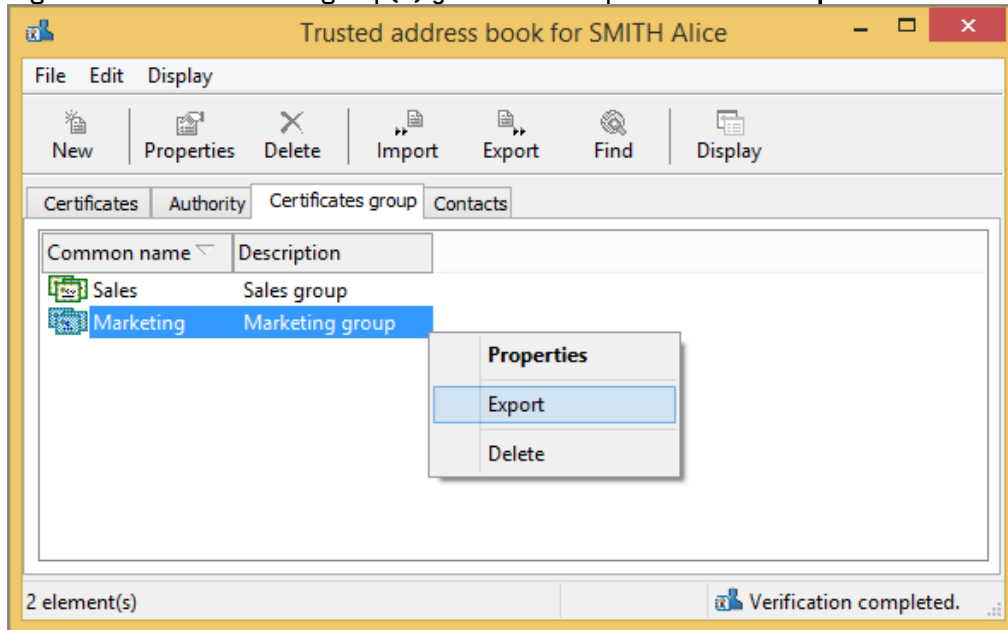 Trusted address book for SMITH Alice
File Edit Display
New Properties Delete Import Export Find Display
Certificates Authority Certificates group Contacts
Common name Description
Sales Sales group
Marketing Marketing group
Properties
Export
Delete
2 element(s) Verification completed.